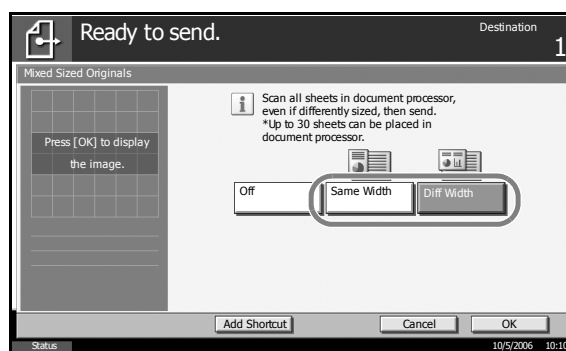 Ready to send.
Destination
1
Mixed Sized Originals
Scan all sheets in document processor,
even if differently sized, then send.
*Up to 30 sheets can be placed in
document processor.
Press [OK] to display
the image.
Off
Same Width
Diff Width
Add Shortcut
Cancel
OK
Status
10/5/2006 10:10